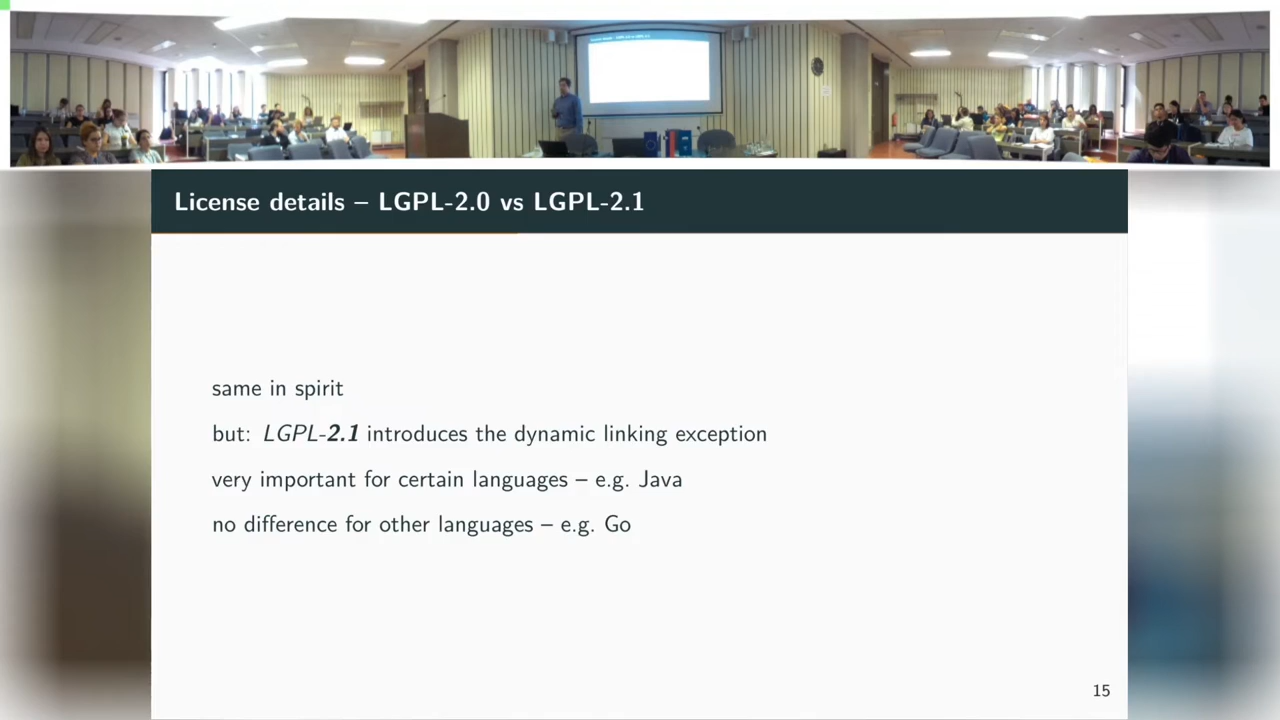 License details – LGPL-2.0 vs LGPL-2.1
same in spirit
but: LGPL-2.1 introduces the dynamic linking exception
very important for certain languages – e.g. Java
no difference for other languages – e.g. Go
15